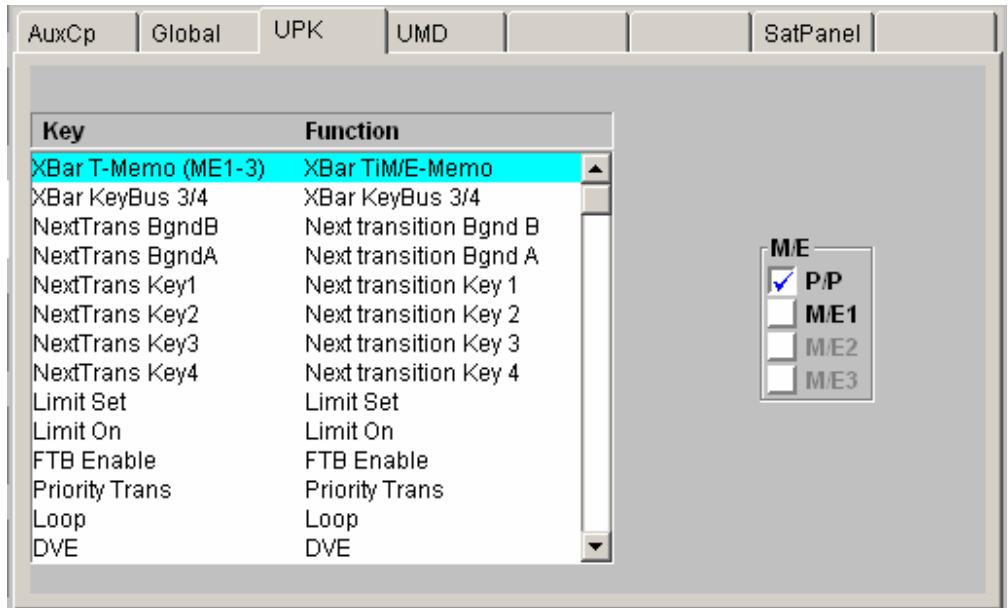 AuxCp Global UPK UMD SatPanel
Key Function
XBar T-Memo (ME1-3) XBar TiM/E-Memo
XBar KeyBus 3/4 XBar KeyBus 3/4
NextTrans BgndB Next transition Bgnd B
NextTrans BgndA Next transition Bgnd A
NextTrans Key1 Next transition Key 1
NextTrans Key2 Next transition Key 2
NextTrans Key3 Next transition Key 3
NextTrans Key4 Next transition Key 4
Limit Set Limit Set
Limit On Limit On
FTB Enable FTB Enable
Priority Trans Priority Trans
Loop Loop
DVE DVE
M/E
P/P
M/E1
M/E2
M/E3